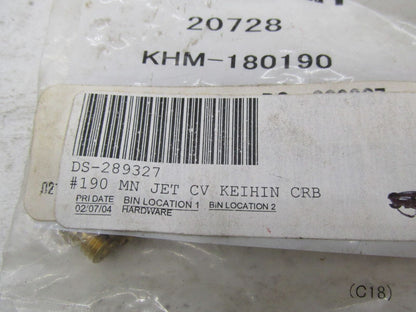 20728
KHM-180190
DS-289327
#190 MN JET CV KEIHIN CRB
PRI DATE BIN LOCATION 1 BIN LOCATION 2
02/07/04 HARDWARE
(C18)